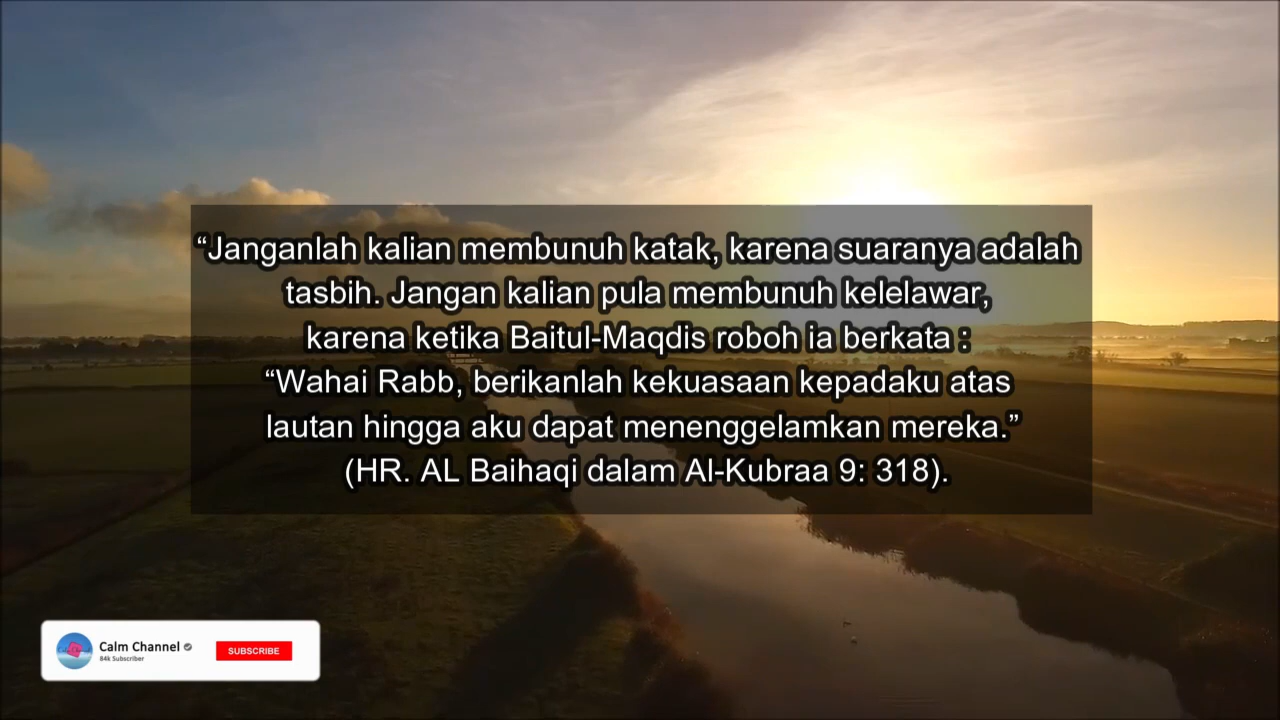 “Janganlah kalian membunuh katak, karena suaranya adalah
tasbih. Jangan kalian pula membunuh kelelawar,
karena ketika Baitul-Maqdis roboh ia berkata :
“Wahai Rabb, berikanlah kekuasaan kepadaku atas
lautan hingga aku dapat menenggelamkan mereka.”
(HR. AL Baihaqi dalam Al-Kubraa 9: 318).
Calm Channel
84k Subscriber
SUBSCRIBE